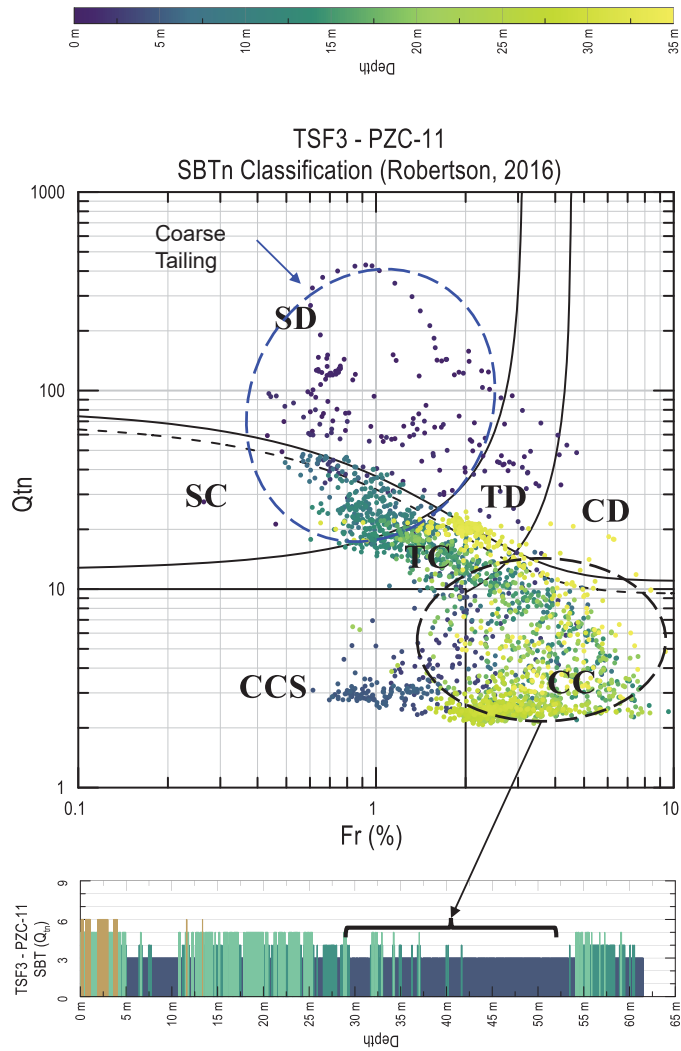 0 m 5 m 10 m 15 m 20 m 25 m 30 m 35 m
Depth
TSF3 - PZC-11
SBTn Classification (Robertson, 2016)
1000
Coarse
Tailing
SD
100
Qtn
SC
TD
CD
TC
10
CCS
CC
1
0.1 1 10
Fr (%)
TSF3 - PZC-11
SBT (Qtn)
9
6
3
0
0 m 5 m 10 m 15 m 20 m 25 m 30 m 35 m 40 m 45 m 50 m 55 m 60 m 65 m
Depth